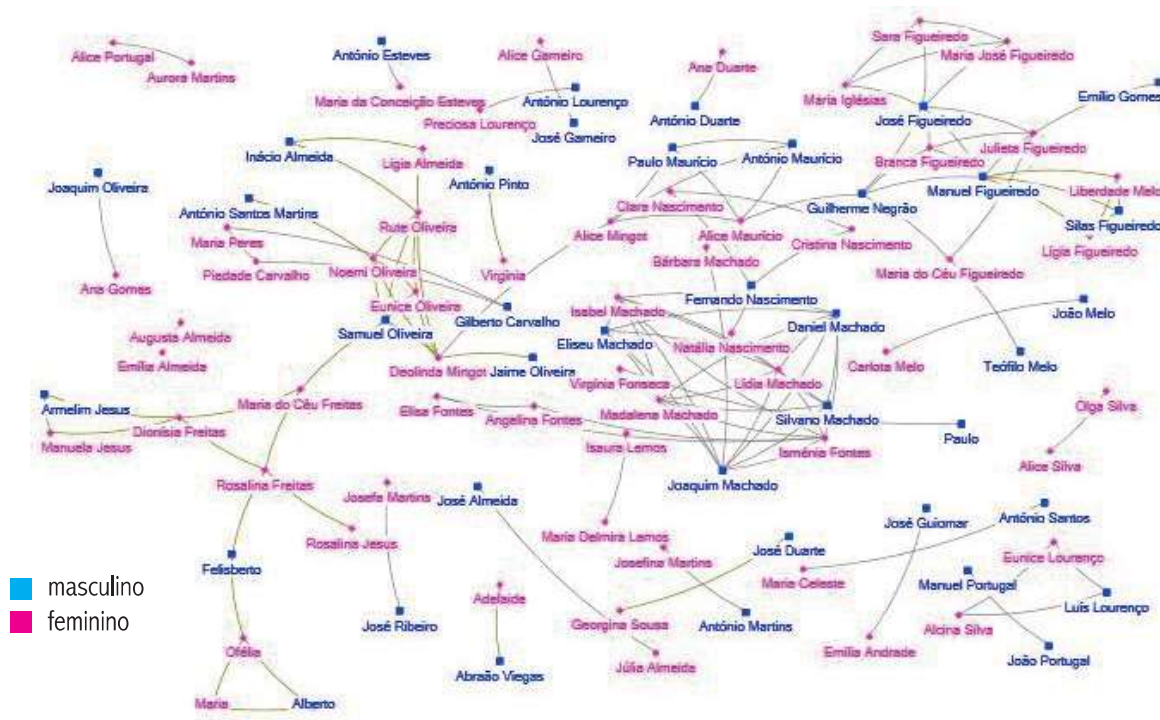 Sara Figueiredo
Maria José Figueiredo
Alice Portugal
António Esteves
Alice Gameiro
Aurora Martins
Ana Duarte
Maria da Conceição Esteves
António Lourenço
Maria Iglésias
Emílio Gomes
Preciosa Lourenço
António Duarte
José Figueiredo
José Gameiro
Inácio Almeida
Lígia Almeida
Paulo Maurício
António Maurício
Branca Figueiredo
Julieta Figueiredo
Joaquim Oliveira
António Pinto
Manuel Figueiredo
Liberdade Melo
António Santos Martins
Clara Nascimento
Guilherme Negrão
Silas Figueiredo
Rute Oliveira
Maria Peres
Alice Mingot
Alice Maurício
Cristina Nascimento
Lígia Figueiredo
Piedade Carvalho
Noemi Oliveira
Virgínia
Bárbara Machado
Maria do Céu Figueiredo
Ana Gomes
Eunice Oliveira
Fernando Nascimento
Isabel Machado
Gilberto Carvalho
João Melo
Augusta Almeida
Samuel Oliveira
Daniel Machado
Eliseu Machado
Natália Nascimento
Emília Almeida
Deolinda Mingot
Jaime Oliveira
Carlota Melo
Teófilo Melo
Virgínia Fonseca
Lídia Machado
Armelim Jesus
Maria do Céu Freitas
Elisa Fontes
Madalena Machado
Olga Silva
Angelina Fontes
Silvano Machado
Dionísia Freitas
Paulo
Manuela Jesus
Isaura Lemos
Isménia Fontes
Alice Silva
Rosalina Freitas
Josefa Martins
José Almeida
Joaquim Machado
José Guiomar
António Santos
Maria Delmira Lemos
Rosalina Jesus
José Duarte
Eunice Lourenço
Josefina Martins
Felisberto
Maria Celeste
Manuel Portugal
masculino
Adelaide
Luís Lourenço
feminino
José Ribeiro
Georgina Sousa
António Martins
Alcina Silva
Ofélia
Emília Andrade
João Portugal
Júlia Almeida
Abraão Viegas
Maria
Alberto